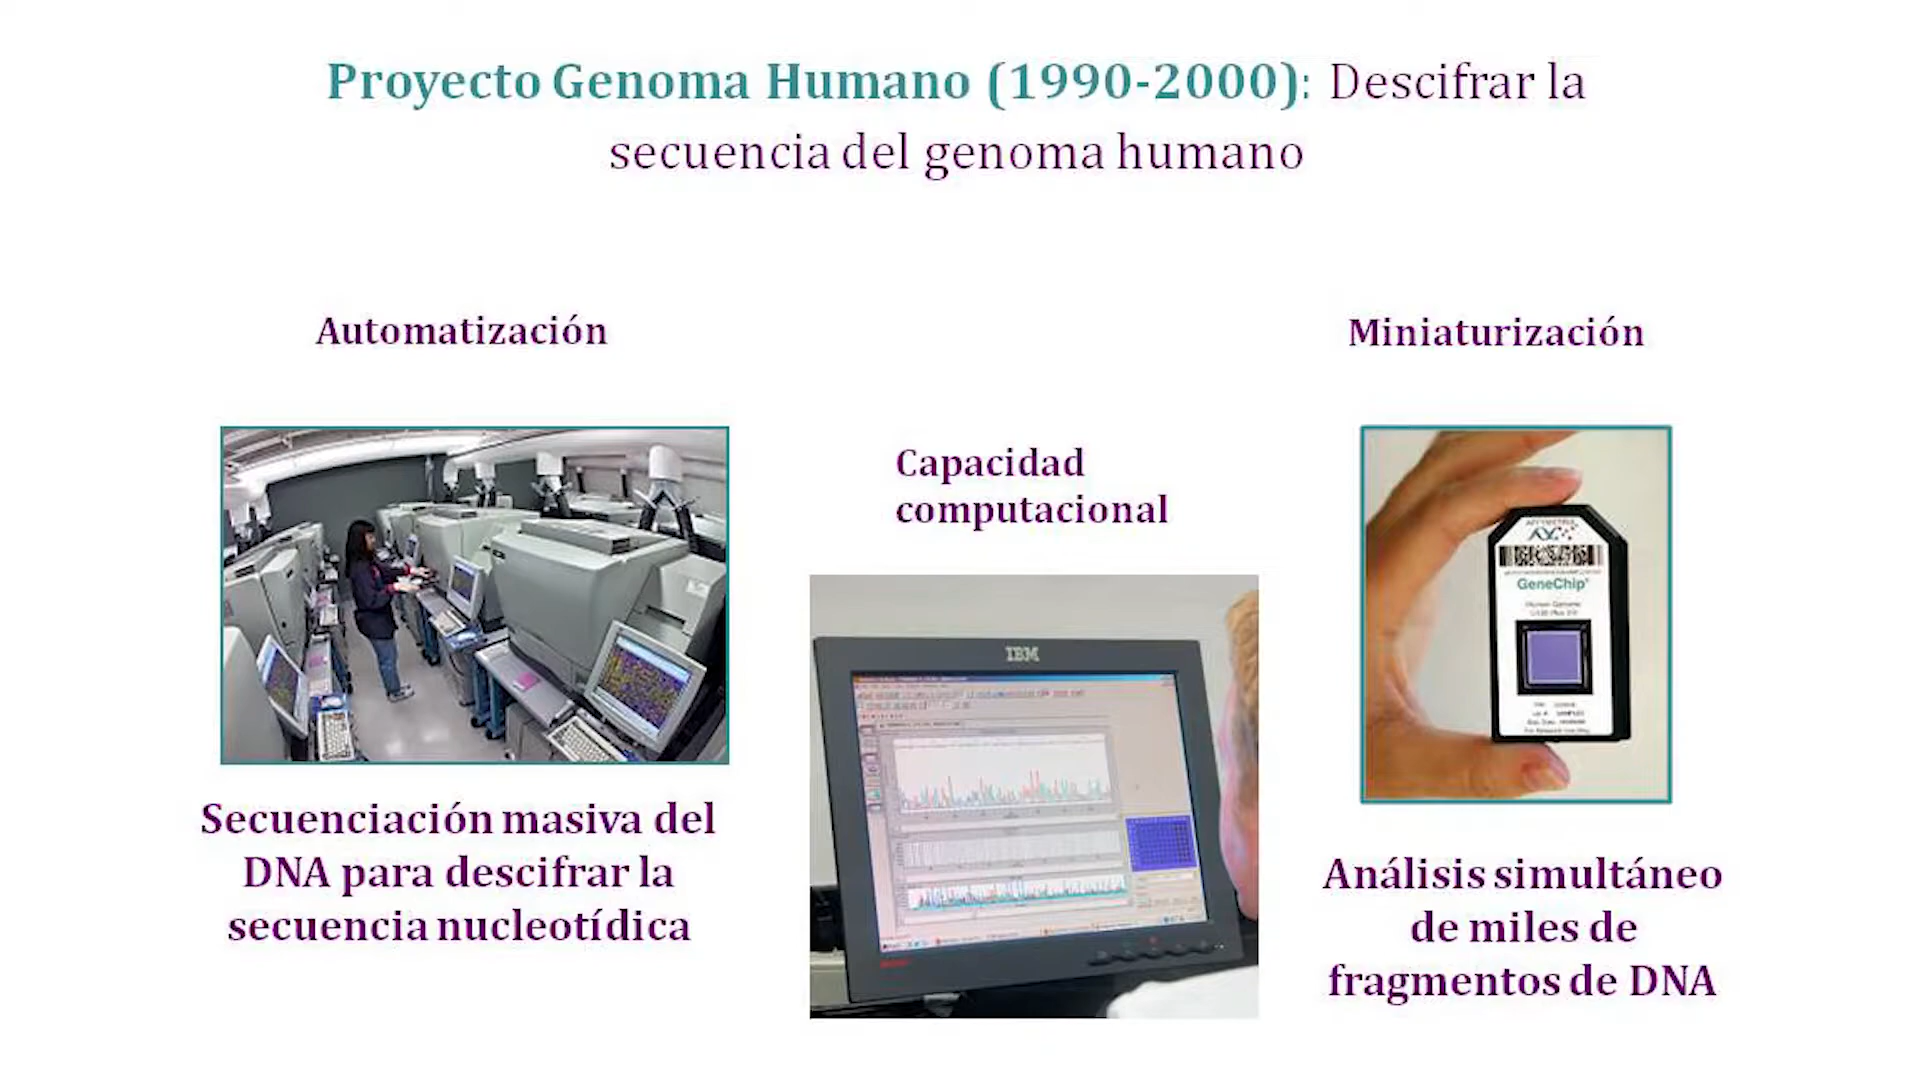 Proyecto Genoma Humano (1990-2000): Descifrar la
secuencia del genoma humano
Automatización
Miniaturización
Capacidad
computacional
IBM
GeneChip®
Secuenciación masiva del
DNA para descifrar la
secuencia nucleotídica
Análisis simultáneo
de miles de
fragmentos de DNA